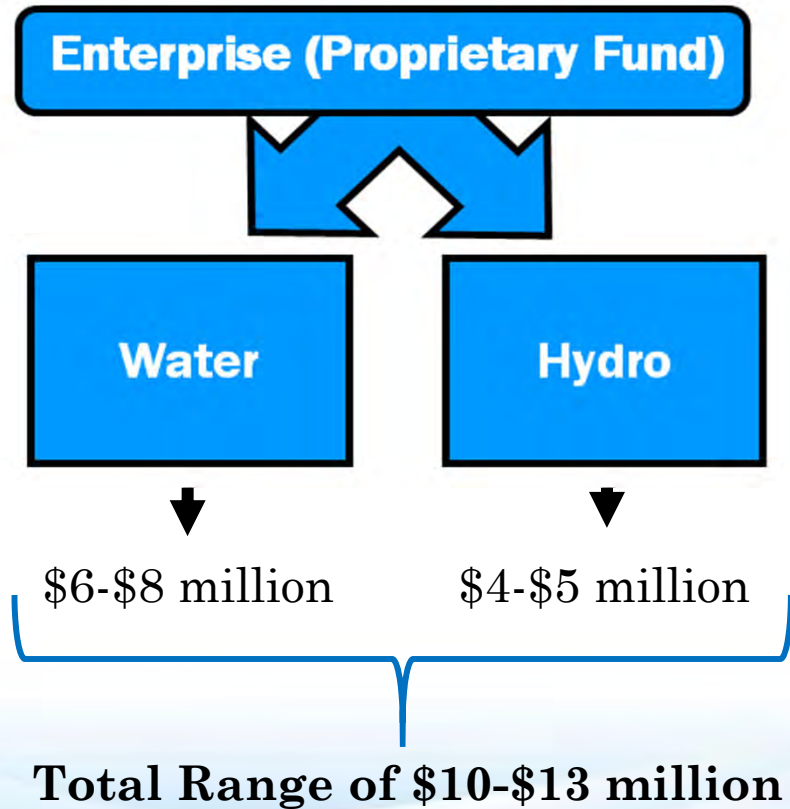 Enterprise (Proprietary Fund)
Water
Hydro
$6-$8 million
$4-$5 million
Total Range of $10-$13 million